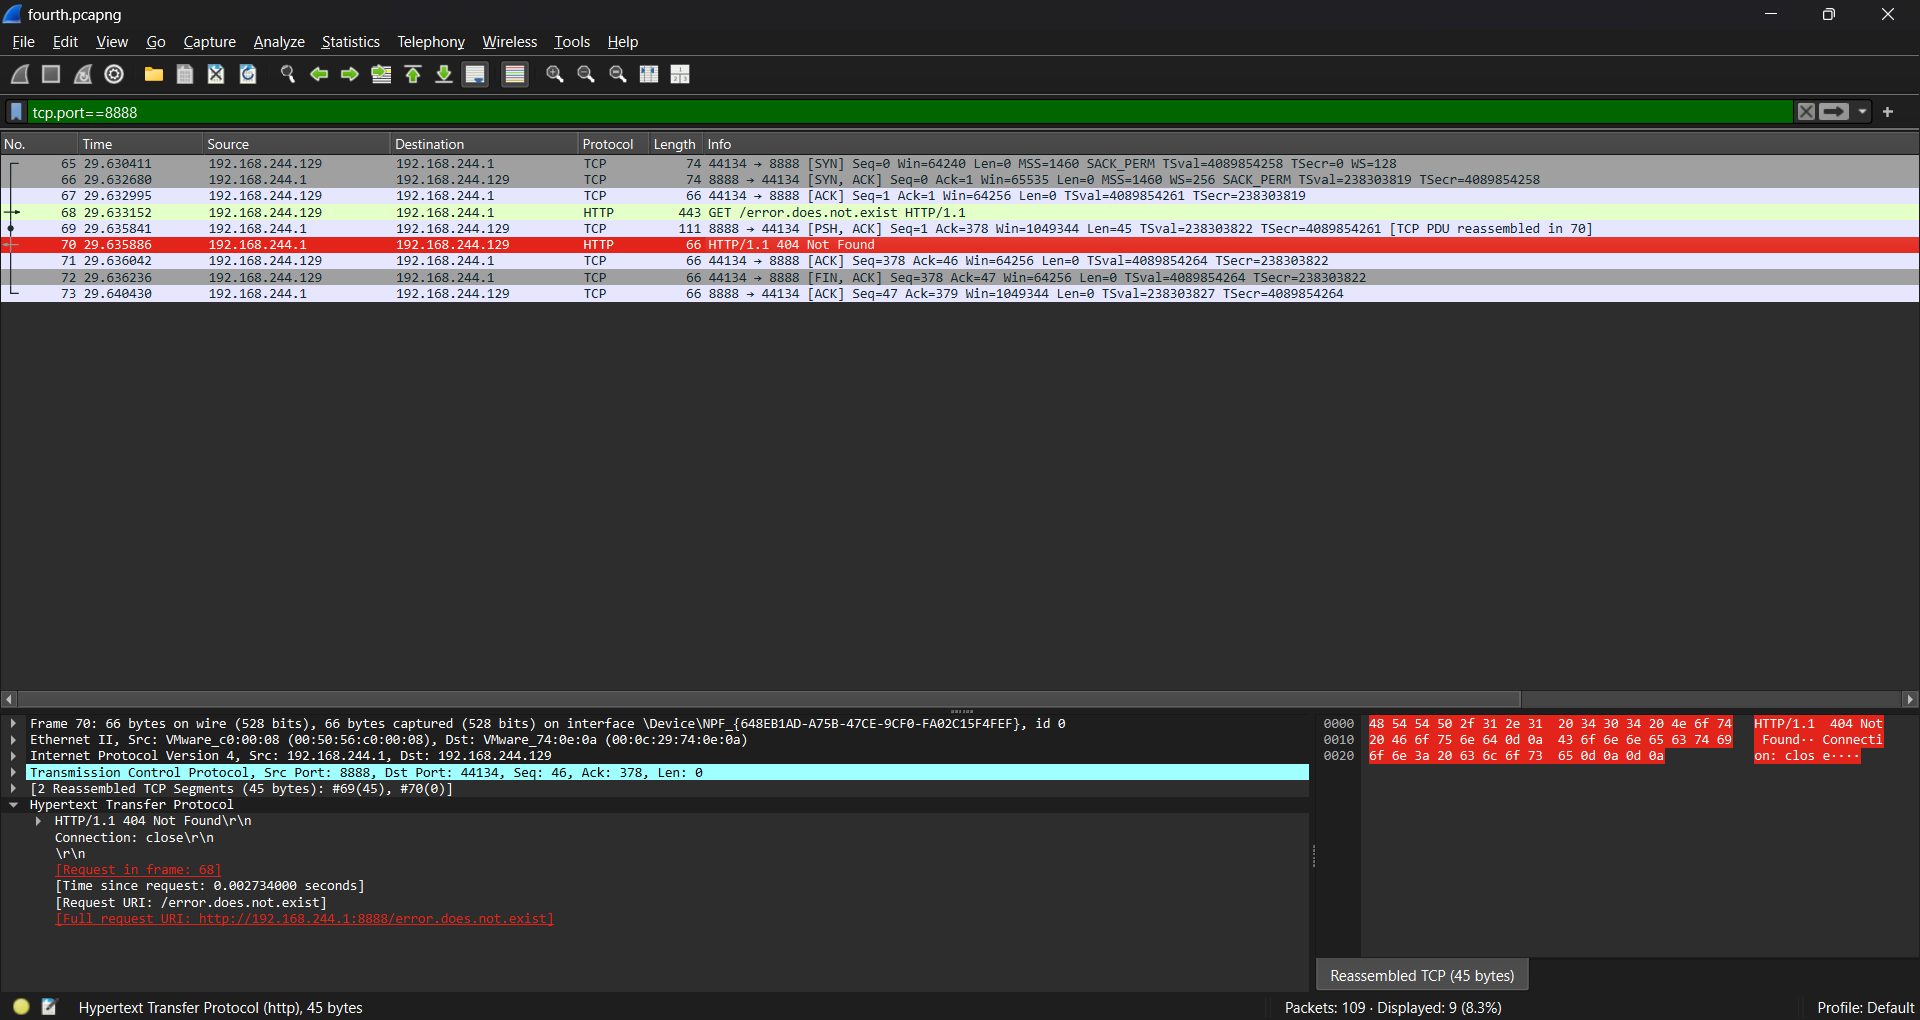 fourth.pcapng
File Edit View Go Capture Analyze Statistics Telephony Wireless Tools Help
tcp.port==8888
No. Time Source Destination Protocol Length Info
65 29.630411 192.168.244.129 192.168.244.1 TCP 74 44134 → 8888 [SYN] Seq=0 Win=64240 Len=0 MSS=1460 SACK_PERM TSval=4089854258 TSecr=0 WS=128
66 29.632680 192.168.244.1 192.168.244.129 TCP 74 8888 → 44134 [SYN, ACK] Seq=0 Ack=1 Win=65535 Len=0 MSS=1460 WS=256 SACK_PERM TSval=238303819 TSecr=4089854258
67 29.632995 192.168.244.129 192.168.244.1 TCP 66 44134 → 8888 [ACK] Seq=1 Ack=1 Win=64256 Len=0 TSval=4089854261 TSecr=238303819
68 29.633152 192.168.244.129 192.168.244.1 HTTP 443 GET /error.does.not.exist HTTP/1.1
69 29.635841 192.168.244.1 192.168.244.129 TCP 111 8888 → 44134 [PSH, ACK] Seq=1 Ack=378 Win=1049344 Len=45 TSval=238303822 TSecr=4089854261 [TCP PDU reassembled in 70]
70 29.635886 192.168.244.1 192.168.244.129 HTTP 66 HTTP/1.1 404 Not Found
71 29.636042 192.168.244.129 192.168.244.1 TCP 66 44134 → 8888 [ACK] Seq=378 Ack=46 Win=64256 Len=0 TSval=4089854264 TSecr=238303822
72 29.636236 192.168.244.129 192.168.244.1 TCP 66 44134 → 8888 [FIN, ACK] Seq=378 Ack=47 Win=64256 Len=0 TSval=4089854264 TSecr=238303822
73 29.640430 192.168.244.1 192.168.244.129 TCP 66 8888 → 44134 [ACK] Seq=47 Ack=379 Win=1049344 Len=0 TSval=238303827 TSecr=4089854264
Frame 70: 66 bytes on wire (528 bits), 66 bytes captured (528 bits) on interface \Device\NPF_{648EB1AD-A75B-47CE-9CF0-FA02C15F4FEF}, id 0
Ethernet II, Src: VMware_c0:00:08 (00:50:56:c0:00:08), Dst: VMware_74:0e:0a (00:0c:29:74:0e:0a)
Internet Protocol Version 4, Src: 192.168.244.1, Dst: 192.168.244.129
Transmission Control Protocol, Src Port: 8888, Dst Port: 44134, Seq: 46, Ack: 378, Len: 0
[2 Reassembled TCP Segments (45 bytes): #69(45), #70(0)]
Hypertext Transfer Protocol
HTTP/1.1 404 Not Found\r\n
Connection: close\r\n
\r\n
[Request in frame: 68]
[Time since request: 0.002734000 seconds]
[Request URI: /error.does.not.exist]
[Full request URI: http://192.168.244.1:8888/error.does.not.exist]
0000 48 54 54 50 2f 31 2e 31 20 34 30 34 20 4e 6f 74 HTTP/1.1 404 Not
0010 20 46 6f 75 6e 64 0d 0a 43 6f 6e 6e 65 63 74 69 Found·· Connecti
0020 6f 6e 3a 20 63 6c 6f 73 65 0d 0a 0d 0a on: clos e····
Reassembled TCP (45 bytes)
Hypertext Transfer Protocol (http), 45 bytes
Packets: 109 · Displayed: 9 (8.3%)
Profile: Default